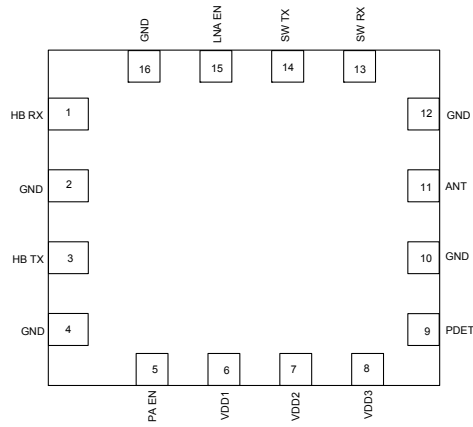 GND
LNA EN
SW TX
SW RX
16
15
14
13
HB RX
1
12
GND
GND
2
11
ANT
HB TX
3
10
GND
GND
4
9
PDET
5
6
7
8
PA EN
VDD1
VDD2
VDD3